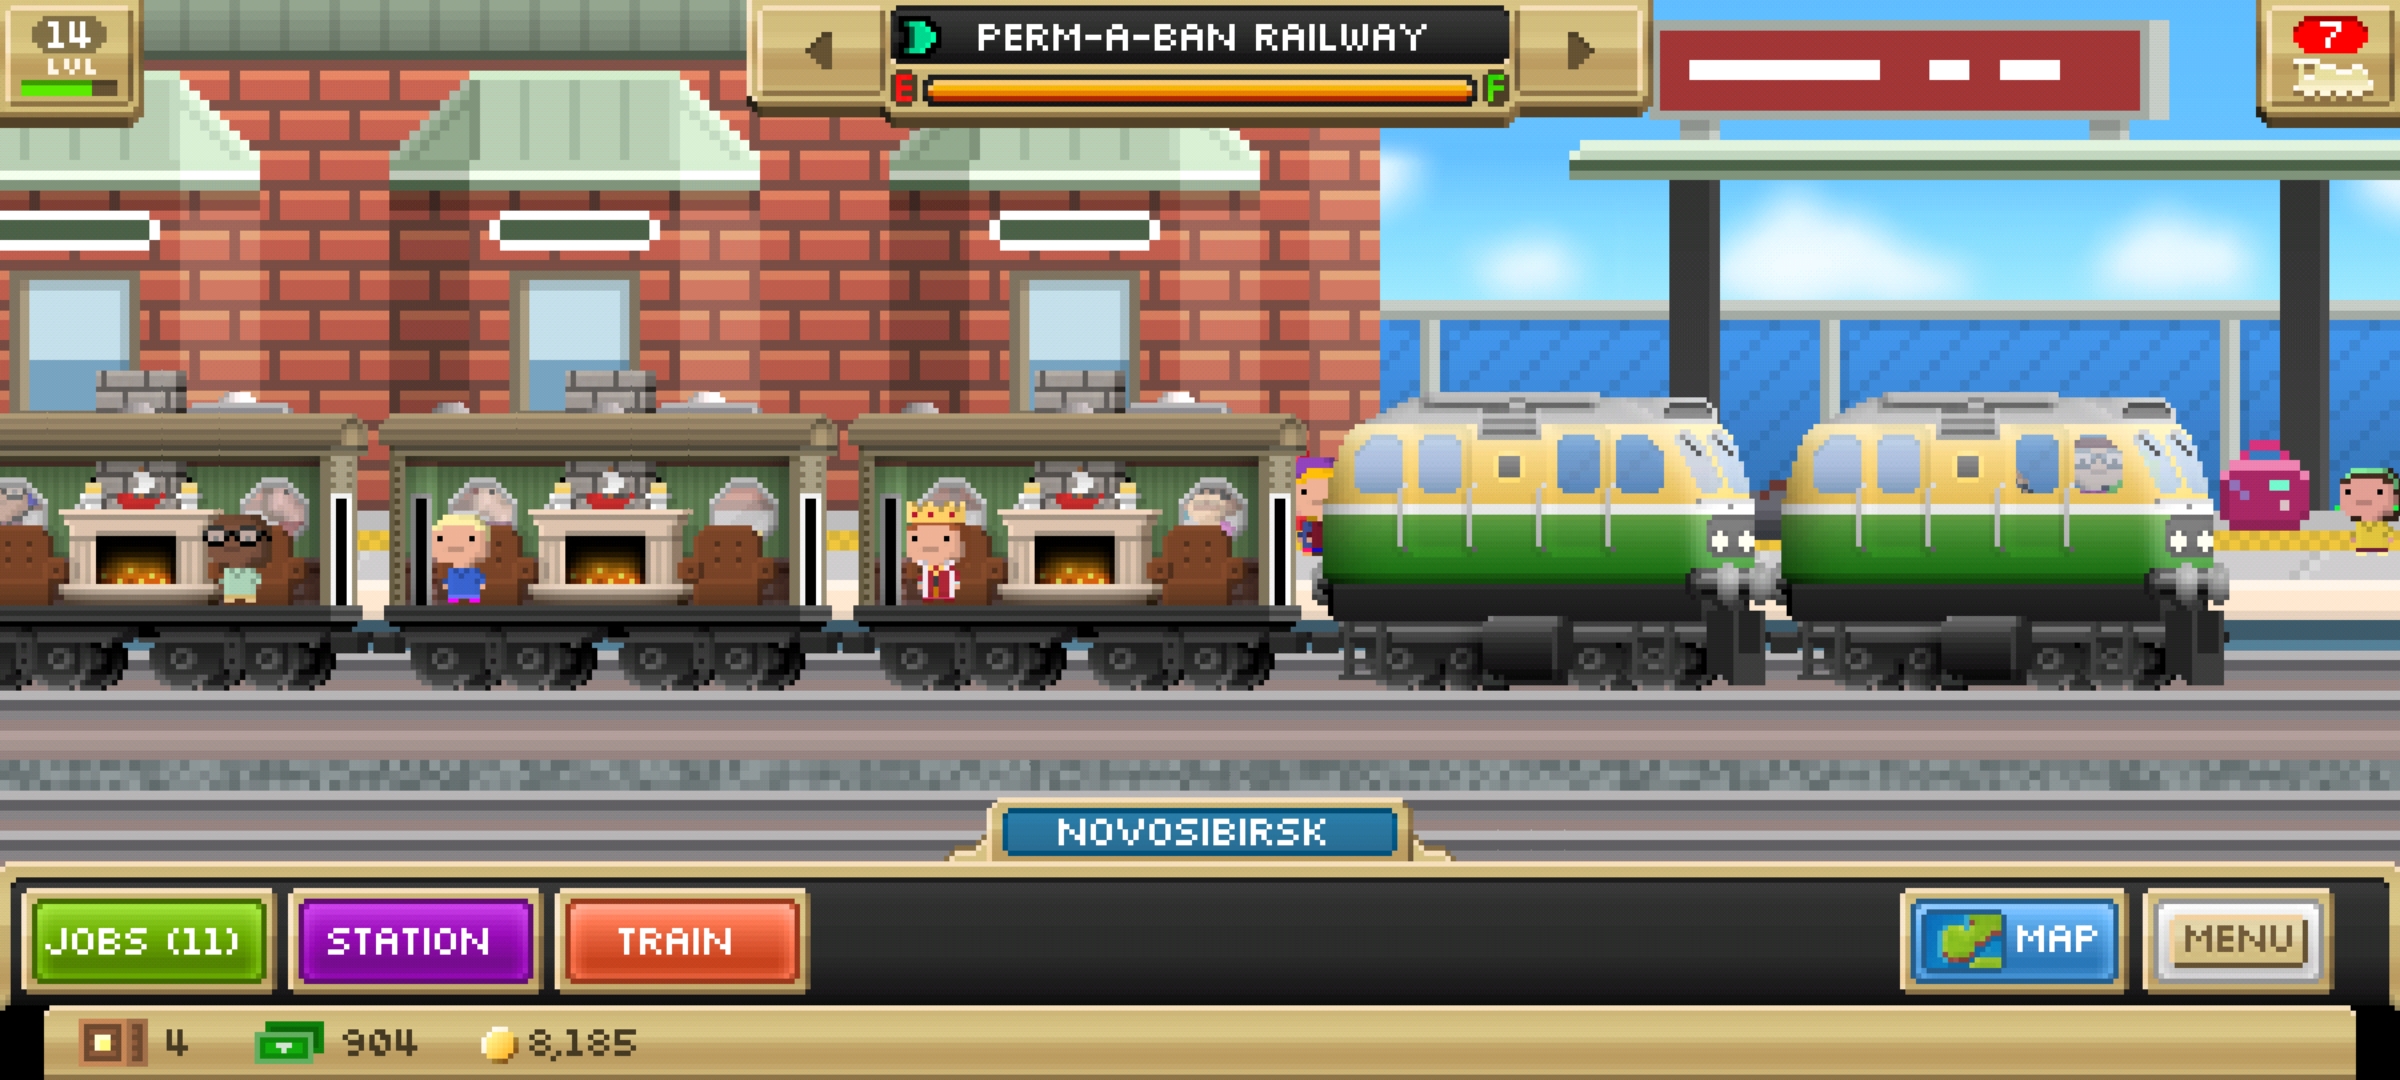 14
LVL
PERM-A-BAN RAILWAY
E F
7
NOVOSIBIRSK
JOBS (11) STATION TRAIN MAP MENU
4 904 8,185